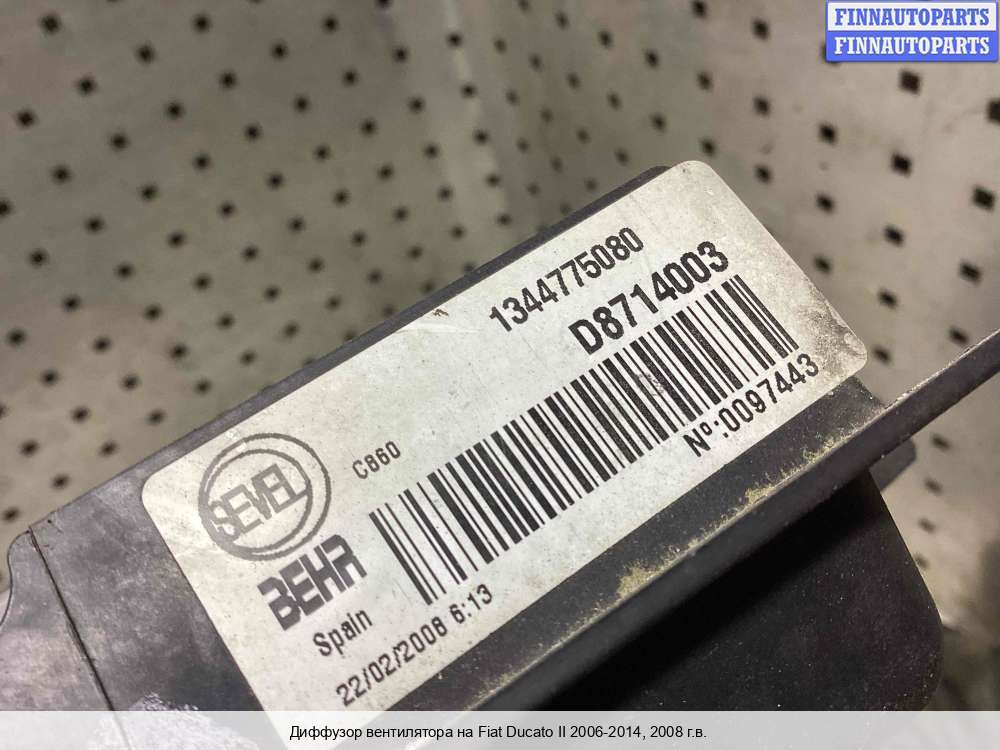 FINNAUTOPARTS
FINNAUTOPARTS
1344775080
D8714003
C860
Nº:0097443
SEVEL
BEHR
Spain
22/02/2008 6:13
Диффузор вентилятора на Fiat Ducato II 2006-2014, 2008 г.в.